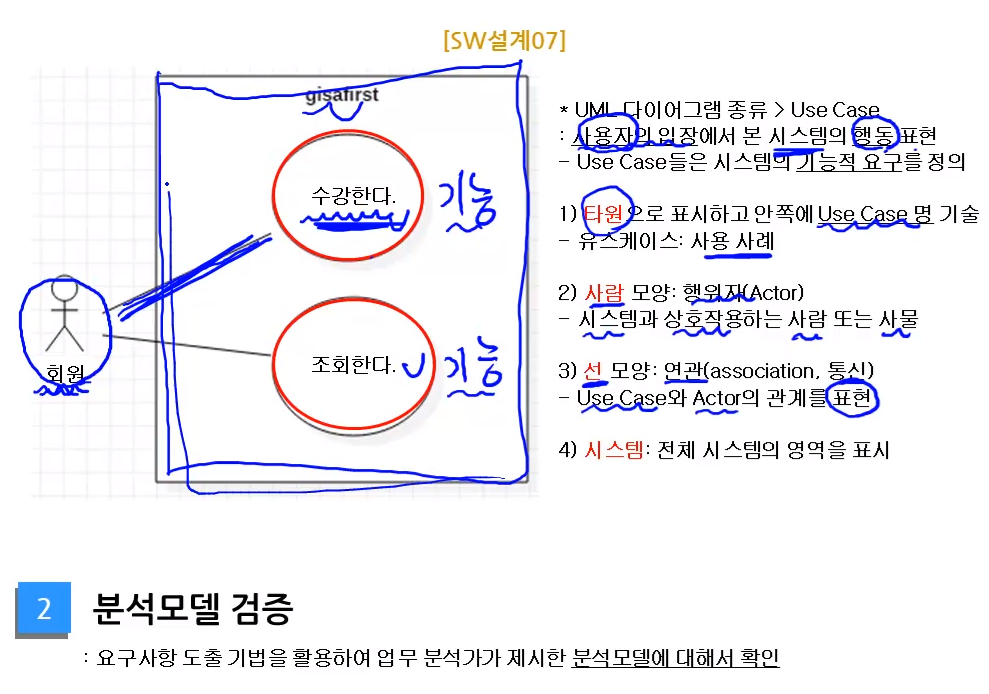 [SW설계07]
gisafirst
수강한다.
기능
조회한다.
기능
회원
* UML 다이어그램 종류 > Use Case
: 사용자의 입장에서 본 시스템의 행동 표현
- Use Case들은 시스템의 기능적 요구를 정의
1) 타원으로 표시하고 안쪽에 Use Case 명 기술
- 유스케이스: 사용 사례
2) 사람 모양: 행위자(Actor)
- 시스템과 상호작용하는 사람 또는 사물
3) 선 모양: 연관(association, 통신)
- Use Case와 Actor의 관계를 표현
4) 시스템: 전체 시스템의 영역을 표시
2 분석모델 검증
: 요구사항 도출 기법을 활용하여 업무 분석가가 제시한 분석모델에 대해서 확인